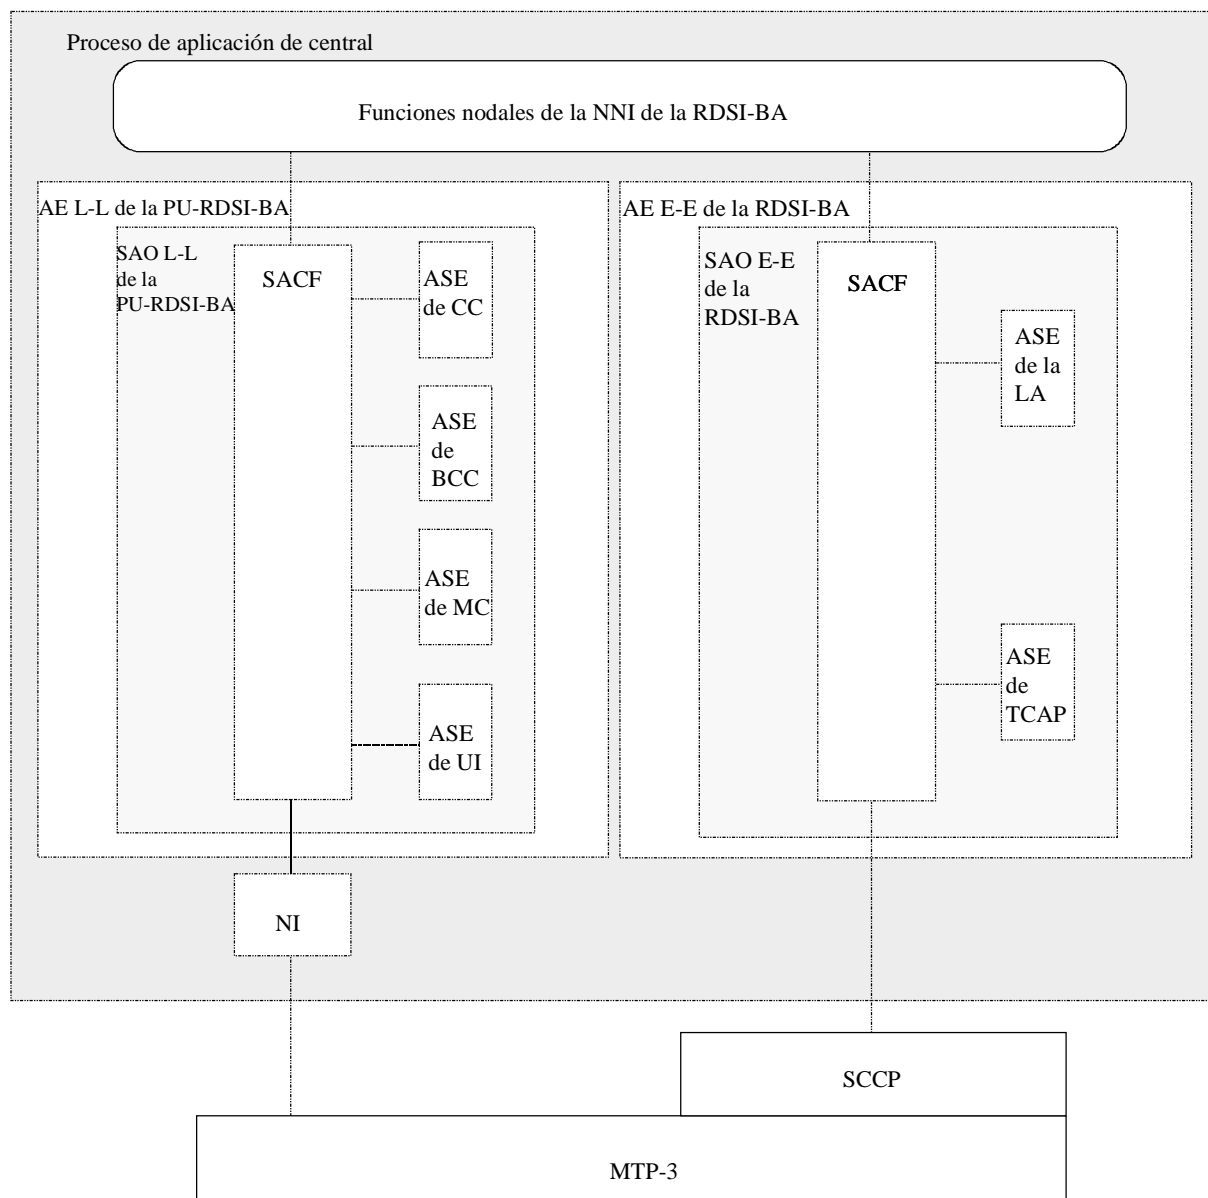 Proceso de aplicación de central
Funciones nodales de la NNI de la RDSI-BA
AE L-L de la PU-RDSI-BA
SAO L-L
de la
PU-RDSI-BA
SACF
ASE
de CC
ASE
de
BCC
ASE
de MC
ASE
de UI
NI
AE E-E de la RDSI-BA
SAO E-E
de la
RDSI-BA
SACF
ASE
de la
LA
ASE
de
TCAP
SCCP
MTP-3